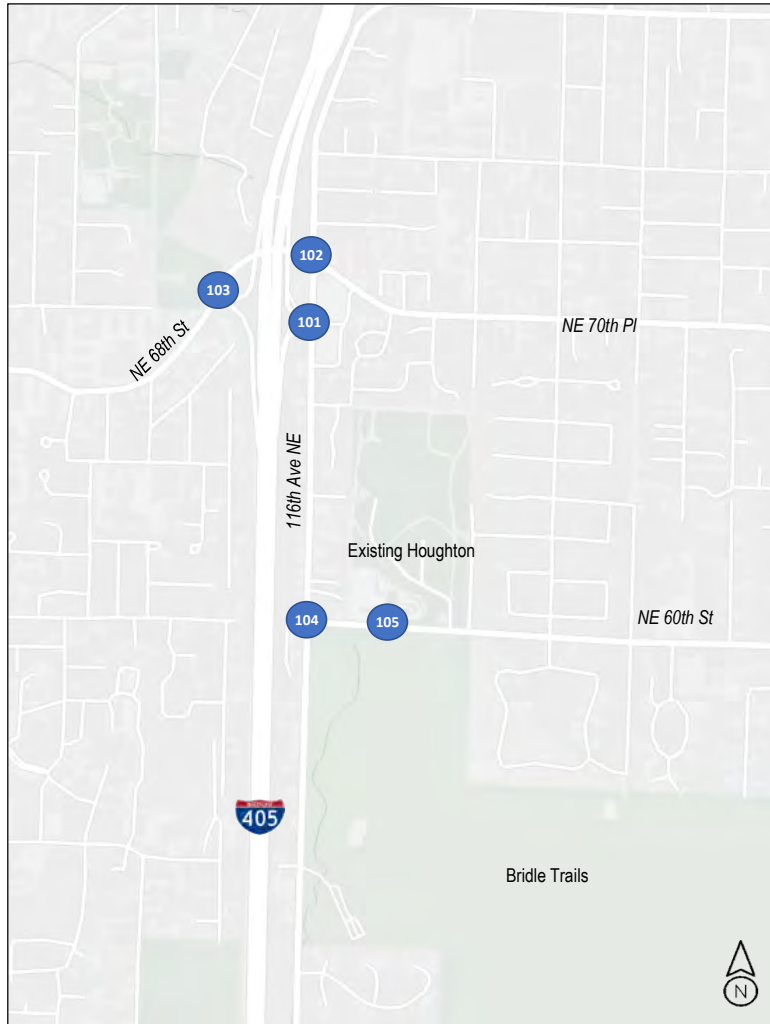 102
103
101
NE 70th Pl
NE 68th St
116th Ave NE
Existing Houghton
104
105
NE 60th St
405
Bridle Trails
N